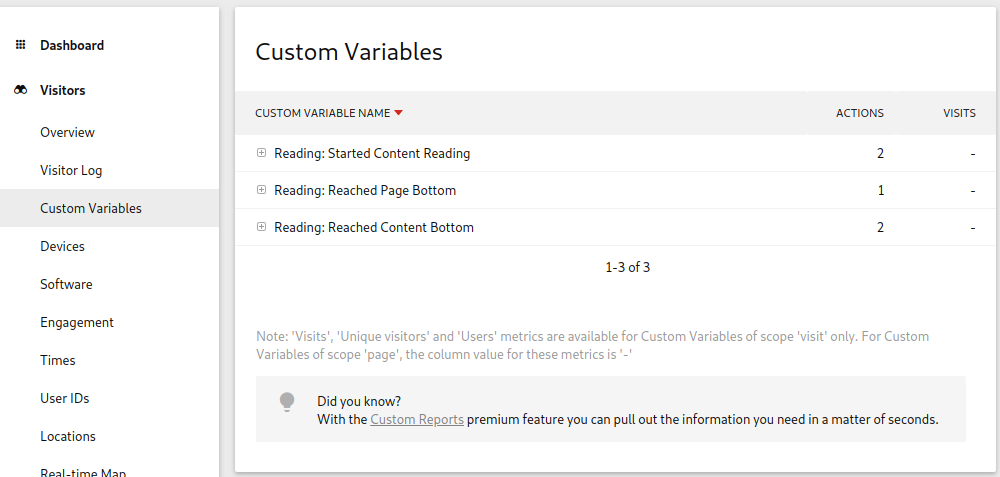 Dashboard
Visitors
Overview
Visitor Log
Custom Variables
Devices
Software
Engagement
Times
User IDs
Locations
Real-time Map
Custom Variables
CUSTOM VARIABLE NAME ACTIONS VISITS
Reading: Started Content Reading 2 -
Reading: Reached Page Bottom 1 -
Reading: Reached Content Bottom 2 -
1-3 of 3
Note: 'Visits', 'Unique visitors' and 'Users' metrics are available for Custom Variables of scope 'visit' only. For Custom
Variables of scope 'page', the column value for these metrics is '-'
Did you know?
With the Custom Reports premium feature you can pull out the information you need in a matter of seconds.